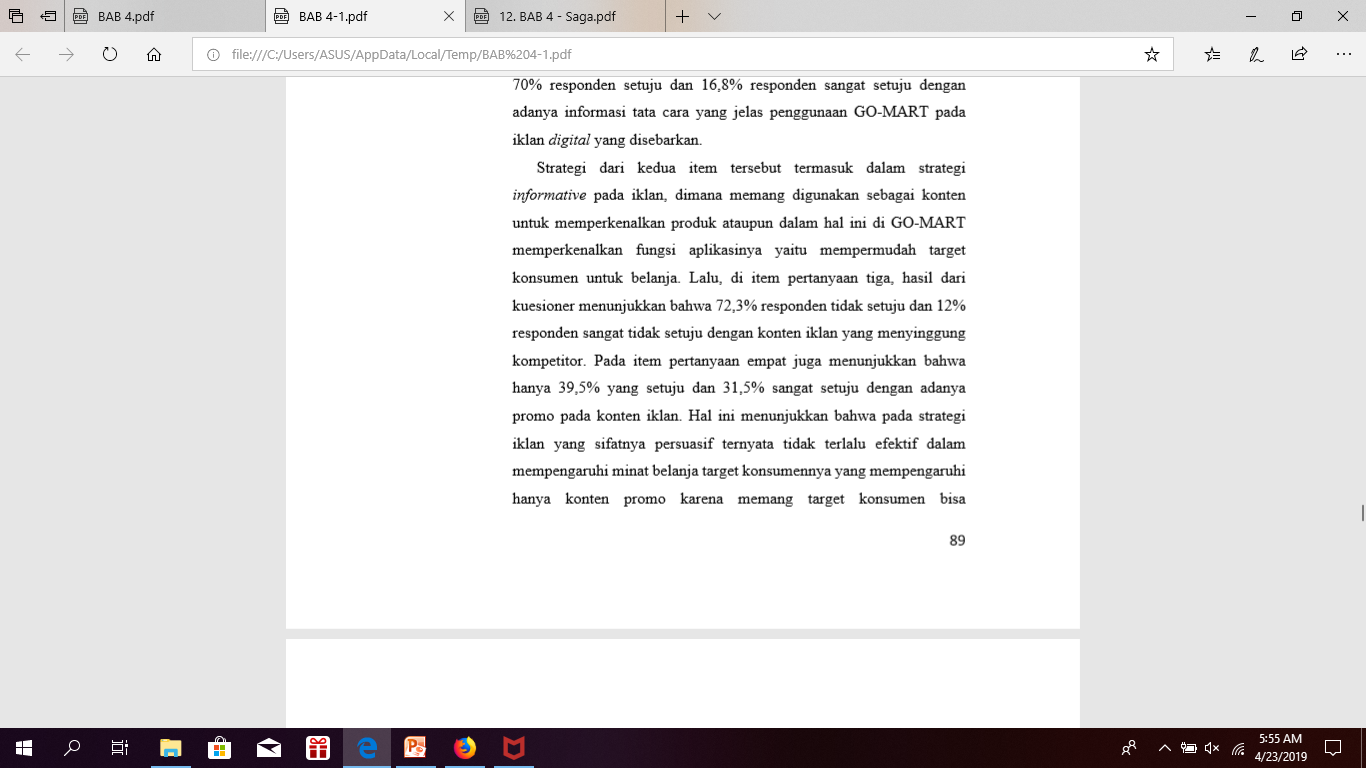 BAB 4.pdf
BAB 4-1.pdf
12. BAB 4 - Saga.pdf
file:///C:/Users/ASUS/AppData/Local/Temp/BAB%204-1.pdf
70% responden setuju dan 16,8% responden sangat setuju dengan
adanya informasi tata cara yang jelas penggunaan GO-MART pada
iklan digital yang disebarkan.
Strategi dari kedua item tersebut termasuk dalam strategi
informative pada iklan, dimana memang digunakan sebagai konten
untuk memperkenalkan produk ataupun dalam hal ini di GO-MART
memperkenalkan fungsi aplikasinya yaitu mempermudah target
konsumen untuk belanja. Lalu, di item pertanyaan tiga, hasil dari
kuesioner menunjukkan bahwa 72,3% responden tidak setuju dan 12%
responden sangat tidak setuju dengan konten iklan yang menyinggung
kompetitor. Pada item pertanyaan empat juga menunjukkan bahwa
hanya 39,5% yang setuju dan 31,5% sangat setuju dengan adanya
promo pada konten iklan. Hal ini menunjukkan bahwa pada strategi
iklan yang sifatnya persuasif ternyata tidak terlalu efektif dalam
mempengaruhi minat belanja target konsumennya yang mempengaruhi
hanya konten promo karena memang target konsumen bisa
89
5:55 AM
4/23/2019